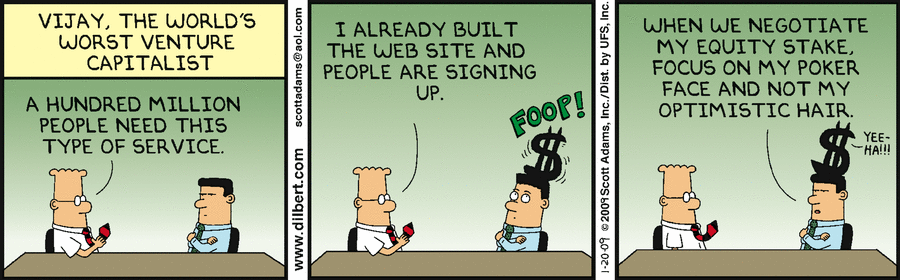 VIJAY, THE WORLD'S
WORST VENTURE
CAPITALIST
A HUNDRED MILLION
PEOPLE NEED THIS
TYPE OF SERVICE.
www.dilbert.com
scottadams@aol.com
I ALREADY BUILT
THE WEB SITE AND
PEOPLE ARE SIGNING
UP.
FOOP!
$
1-20-09 ©2009 Scott Adams, Inc./Dist. by UFS, Inc.
WHEN WE NEGOTIATE
MY EQUITY STAKE,
FOCUS ON MY POKER
FACE AND NOT MY
OPTIMISTIC HAIR.
$
YEE-
HA!!!